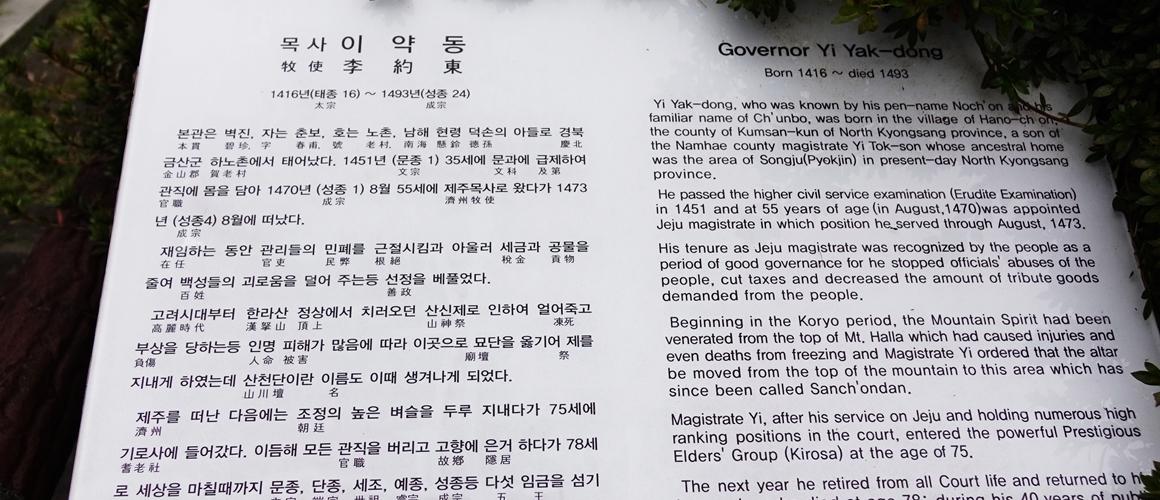 목사 이 약 동
牧 使 李 約 東
1416년(태종 16) ~ 1493년(성종 24)
太宗 成宗
본관은 벽진, 자는 춘보, 호는 노촌, 남해 현령 덕손의 아들로 경북
本貫 碧珍, 字 春甫, 號 老村, 南海 縣鈴 德孫 慶北
금산군 하노촌에서 태어났다. 1451년 (문종 1) 35세에 문과에 급제하여
金山郡 賀老村 文宗 文科 及第
관직에 몸을 담아 1470년 (성종 1) 8월 55세에 제주목사로 왔다가 1473
官職 成宗 濟州牧使
년 (성종4) 8월에 떠났다.
成宗
재임하는 동안 관리들의 민폐를 근절시킴과 아울러 세금과 공물을
在任 官吏 民弊 根絶 稅金 貢物
줄여 백성들의 괴로움을 덜어 주는등 선정을 베풀었다.
百姓 善政
고려시대부터 한라산 정상에서 치러오던 산신제로 인하여 얼어죽고
高麗時代 漢拏山 頂上 山神祭 凍死
부상을 당하는등 인명 피해가 많음에 따라 이곳으로 묘단을 옮기어 제를
負傷 人命 被害 廟壇 祭
지내게 하였는데 산천단이란 이름도 이때 생겨나게 되었다.
山川壇 名
제주를 떠난 다음에는 조정의 높은 벼슬을 두루 지내다가 75세에
濟州 朝廷
기로사에 들어갔다. 이듬해 모든 관직을 버리고 고향에 은거 하다가 78세
耆老社 官職 故鄕 隱居
로 세상을 마칠때까지 문종, 단종, 세조, 예종, 성종등 다섯 임금을 섬기
Governor Yi Yak-dong
Born 1416 ~ died 1493
Yi Yak-dong, who was known by his pen-name Noch'on and his
familiar name of Ch'unbo, was born in the village of Hano-ch on,
the county of Kumsan-kun of North Kyongsang province, a son of
the Namhae county magistrate Yi Tok-son whose ancestral home
was the area of Songju(Pyokjin) in present-day North Kyongsang
province.
He passed the higher civil service examination (Erudite Examination)
in 1451 and at 55 years of age (in August,1470)was appointed
Jeju magistrate in which position he served through August, 1473.
His tenure as Jeju magistrate was recognized by the people as a
period of good governance for he stopped officials' abuses of the
people, cut taxes and decreased the amount of tribute goods
demanded from the people.
Beginning in the Koryo period, the Mountain Spirit had been
venerated from the top of Mt. Halla which had caused injuries and
even deaths from freezing and Magistrate Yi ordered that the altar
be moved from the top of the mountain to this area which has
since been called Sanch'ondan.
Magistrate Yi, after his service on Jeju and holding numerous high
ranking positions in the court, entered the powerful Prestigious
Elders' Group (Kirosa) at the age of 75.
The next year he retired from all Court life and returned to